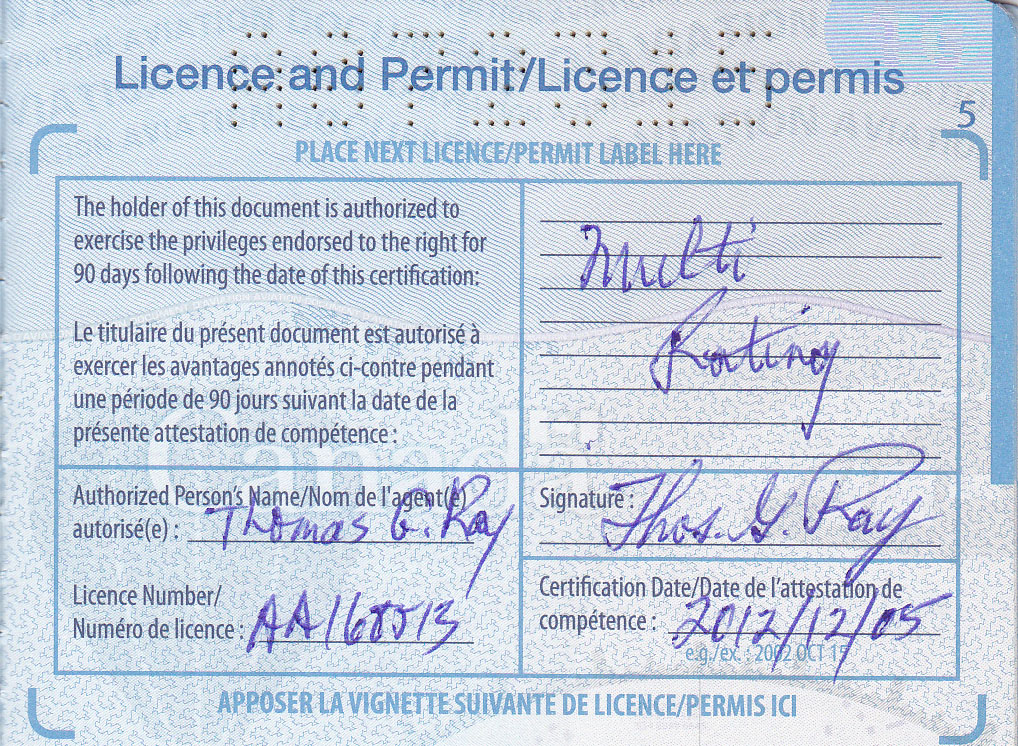 Licence and Permit/Licence et permis
5
PLACE NEXT LICENCE/PERMIT LABEL HERE
The holder of this document is authorized to
exercise the privileges endorsed to the right for
90 days following the date of this certification:
Le titulaire du présent document est autorisé à
exercer les avantages annotés ci-contre pendant
une période de 90 jours suivant la date de la
présente attestation de compétence :
Multi
Rating
Canada
Authorized Person's Name/Nom de l'agent(e)
autorisé(e) : Thomas G. Ray
Signature : Thos. G. Ray
Licence Number/
Numéro de licence :
Certification Date/Date de l'attestation de
compétence : 2012/12/05
e.g./ex. : 2002 OCT 15
APPOSER LA VIGNETTE SUIVANTE DE LICENCE/PERMIS ICI